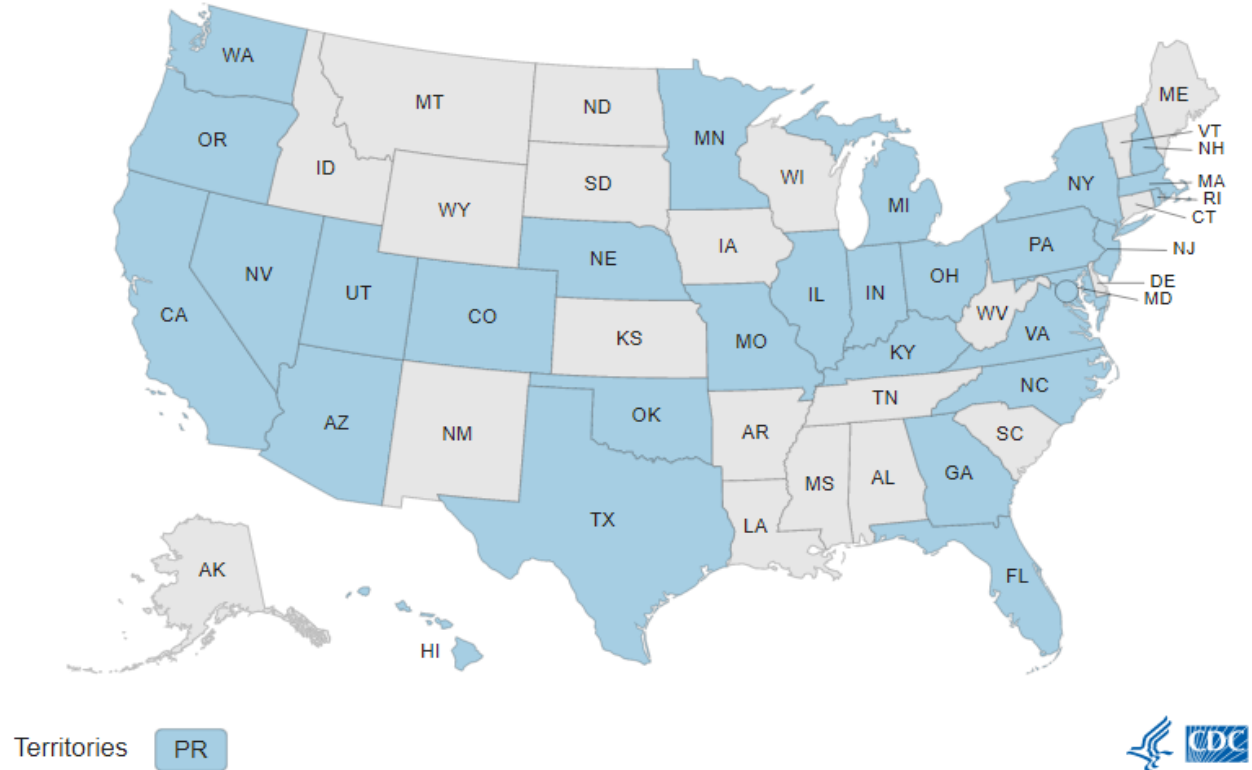 WA
MT
ND
MN
ME
VT
NH
OR
ID
SD
WI
NY
MA
RI
CT
WY
MI
IA
PA
NJ
NE
NV
UT
CO
IL
IN
OH
DE
MD
CA
KS
MO
WV
VA
KY
AZ
NM
OK
AR
TN
NC
SC
MS
AL
GA
TX
LA
AK
FL
HI
Territories PR
CDC